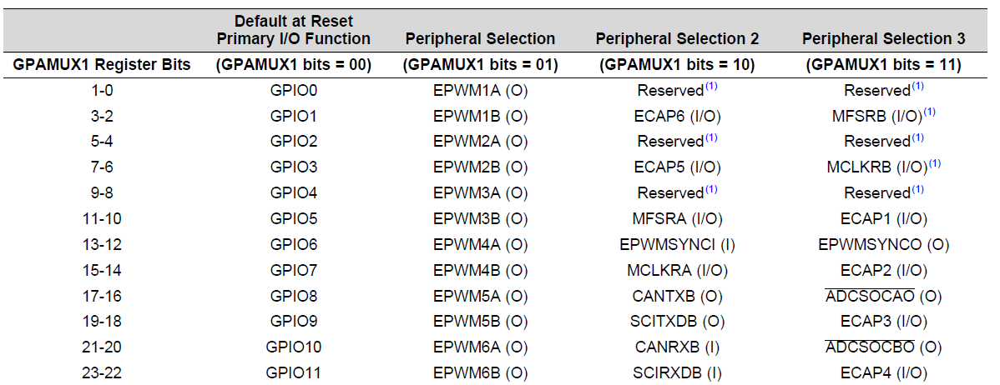 Default at Reset
Primary I/O Function Peripheral Selection Peripheral Selection 2 Peripheral Selection 3
GPAMUX1 Register Bits (GPAMUX1 bits = 00) (GPAMUX1 bits = 01) (GPAMUX1 bits = 10) (GPAMUX1 bits = 11)
1-0 GPIO0 EPWM1A (O) Reserved(1) Reserved(1)
3-2 GPIO1 EPWM1B (O) ECAP6 (I/O) MFSRB (I/O)(1)
5-4 GPIO2 EPWM2A (O) Reserved(1) Reserved(1)
7-6 GPIO3 EPWM2B (O) ECAP5 (I/O) MCLKRB (I/O)(1)
9-8 GPIO4 EPWM3A (O) Reserved(1) Reserved(1)
11-10 GPIO5 EPWM3B (O) MFSRA (I/O) ECAP1 (I/O)
13-12 GPIO6 EPWM4A (O) EPWMSYNCI (I) EPWMSYNCO (O)
15-14 GPIO7 EPWM4B (O) MCLKRA (I/O) ECAP2 (I/O)
17-16 GPIO8 EPWM5A (O) CANTXB (O) ADCSOCAO (O)
19-18 GPIO9 EPWM5B (O) SCITXDB (O) ECAP3 (I/O)
21-20 GPIO10 EPWM6A (O) CANRXB (I) ADCSOCBO (O)
23-22 GPIO11 EPWM6B (O) SCIRXDB (I) ECAP4 (I/O)